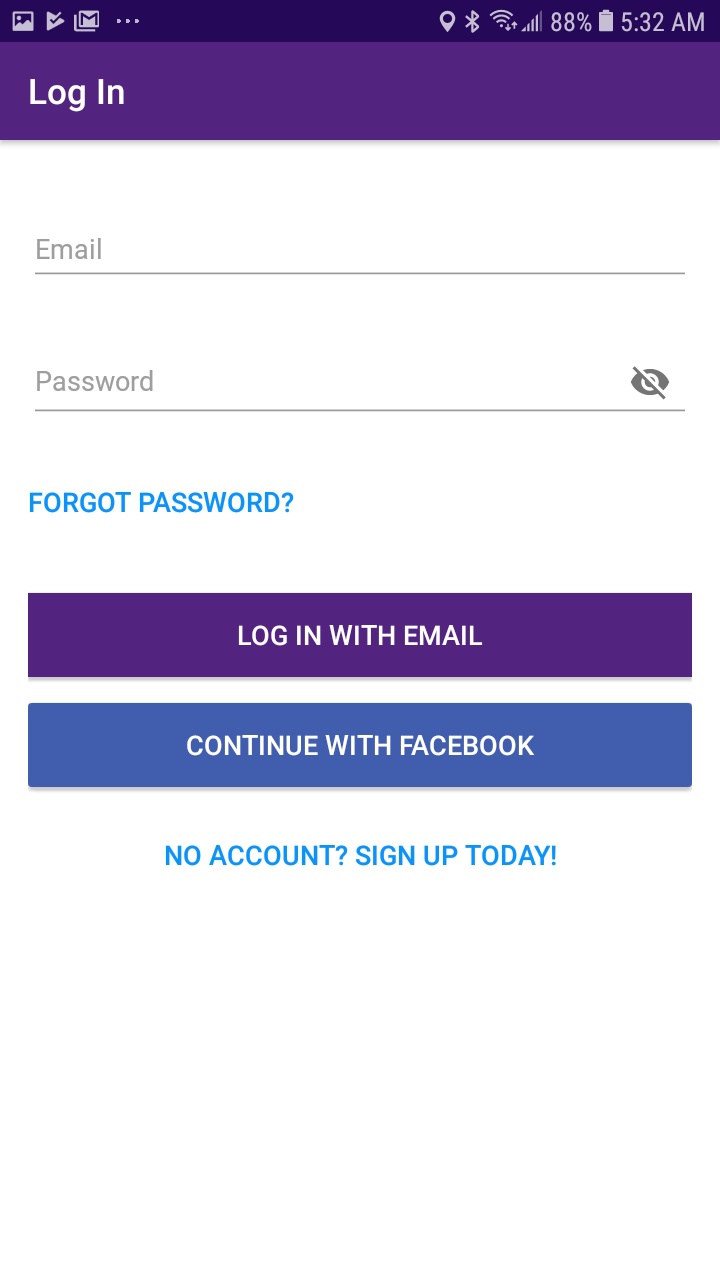 88% 5:32 AM
Log In
Email
Password
FORGOT PASSWORD?
LOG IN WITH EMAIL
CONTINUE WITH FACEBOOK
NO ACCOUNT? SIGN UP TODAY!